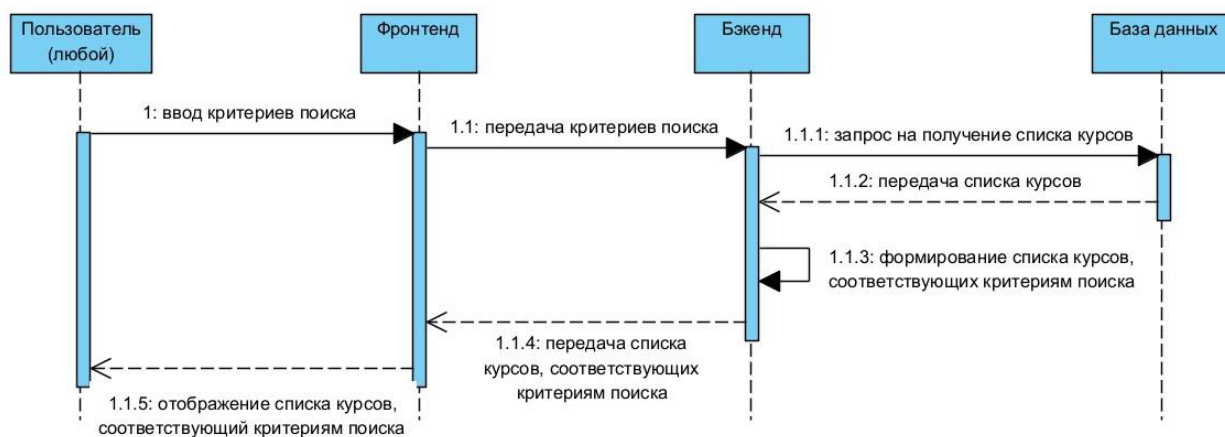 Пользователь
(любой)
Фронтенд
Бэкенд
База данных
1: ввод критериев поиска
1.1: передача критериев поиска
1.1.1: запрос на получение списка курсов
1.1.2: передача списка курсов
1.1.3: формирование списка курсов,
соответствующих критериям поиска
1.1.4: передача списка
курсов, соответствующих
критериям поиска
1.1.5: отображение списка курсов,
соответствующий критериям поиска